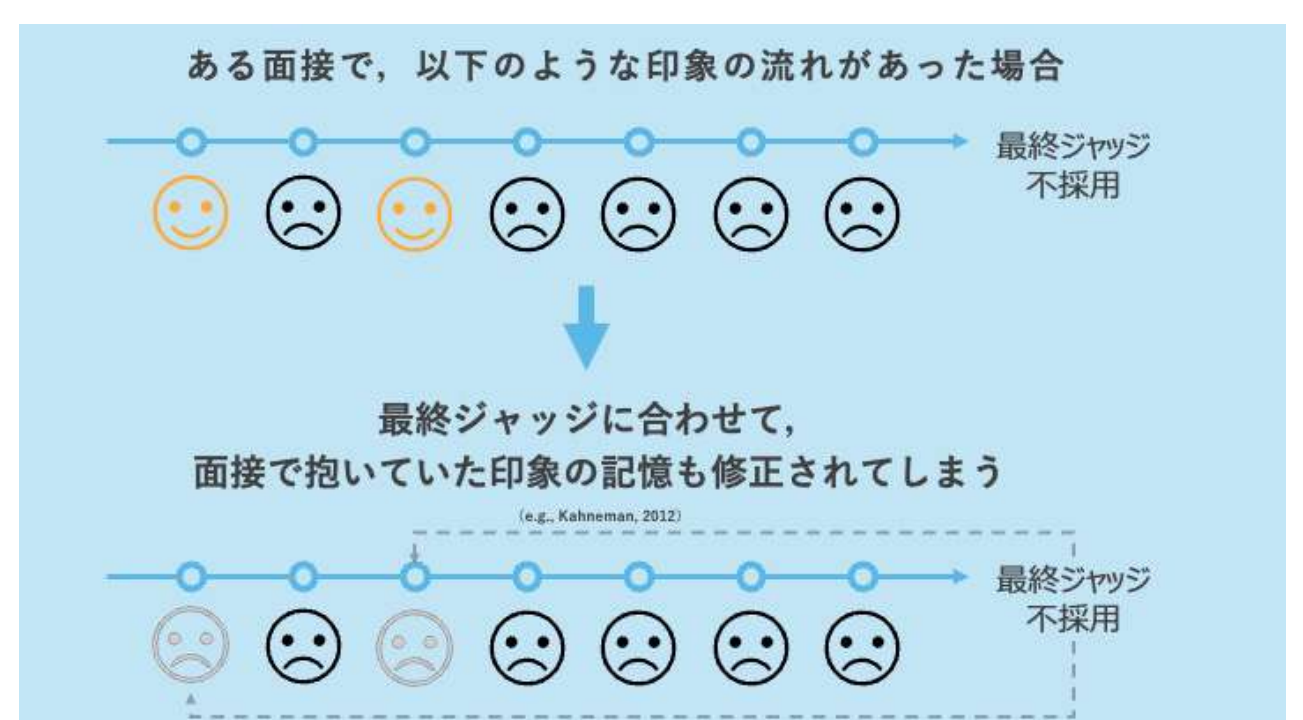 ある面接で，以下のような印象の流れがあった場合
最終ジャッジ
不採用
最終ジャッジに合わせて，
面接で抱いていた印象の記憶も修正されてしまう
(e.g., Kahneman, 2012)
最終ジャッジ
不採用